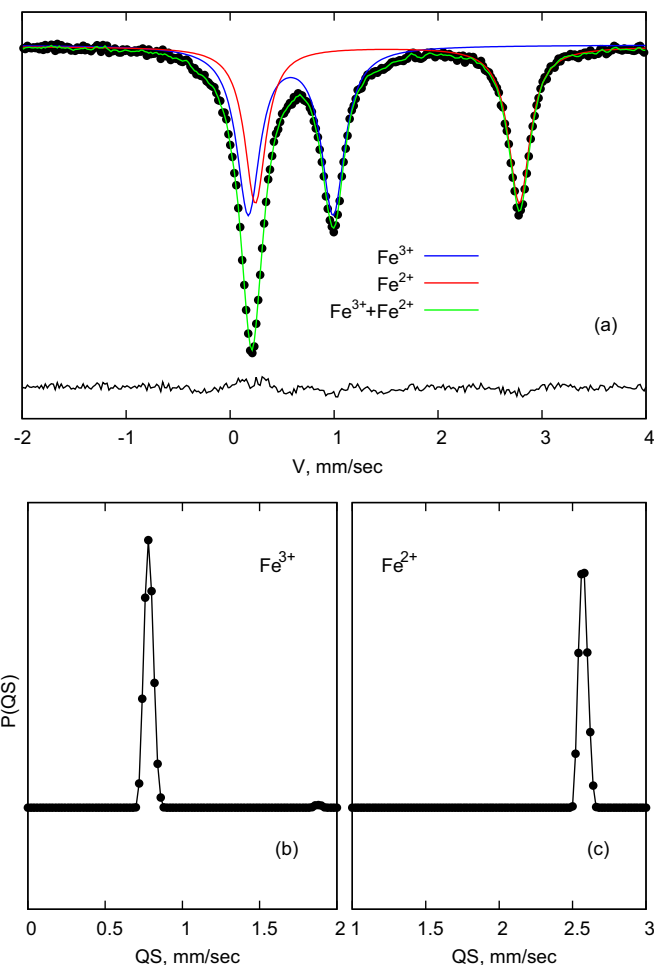 Fe³⁺
Fe²⁺
Fe³⁺+Fe²⁺
(a)
-2 -1 0 1 2 3 4
V, mm/sec
Fe³⁺ Fe²⁺
P(QS)
(b) (c)
0 0.5 1 1.5 2 1 1.5 2 2.5 3
QS, mm/sec QS, mm/sec